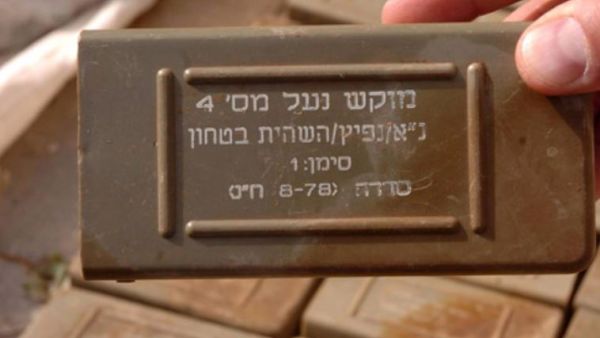 מוקש נעל מס' 4
נ״א/נפיץ/השהית בטחון
סימן: 1
סדרה 8-78